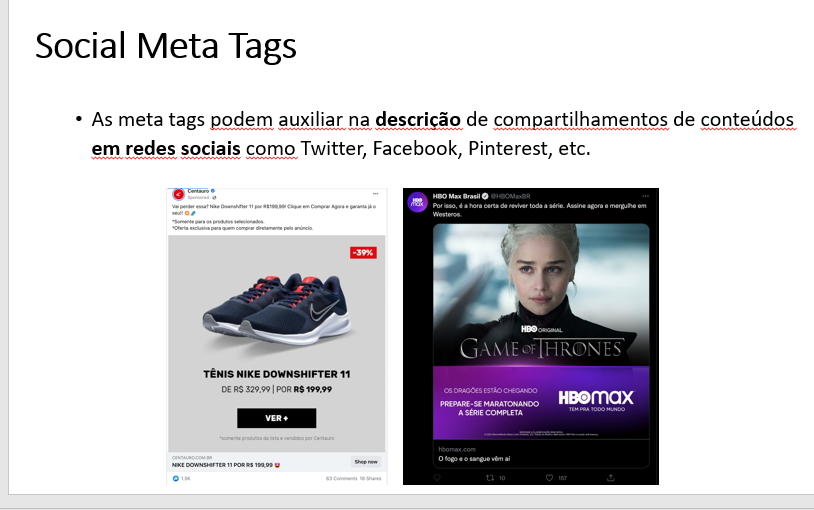 Social Meta Tags
• As meta tags podem auxiliar na descrição de compartilhamentos de conteúdos
em redes sociais como Twitter, Facebook, Pinterest, etc.
Centauro
Sponsored ·
Vai perder essa? Nike Downshifter 11 por R$199,99! Clique em Comprar Agora e garanta já o
seu!!
*Somente para os produtos selecionados.
*Oferta exclusiva para quem comprar diretamente pelo anúncio.
-39%
TÊNIS NIKE DOWNSHIFTER 11
DE R$ 329,99 | POR R$ 199,99
VER +
*somente produtos da lista e vendidos por Centauro
CENTAURO.COM.BR
NIKE DOWNSHIFTER 11 POR R$ 199,99
Shop now
1.9K
63 Comments 18 Shares
HBO max
HBO Max Brasil @HBOMaxBR
Por isso, é a hora certa de reviver toda a série. Assine agora e mergulhe em
Westeros.
HBO ORIGINAL
GAME OF THRONES
OS DRAGÕES ESTÃO CHEGANDO
PREPARE-SE MARATONANDO
A SÉRIE COMPLETA
HBOmax
TEM PRA TODO MUNDO
hbomax.com
O fogo e o sangue vêm aí
10
157